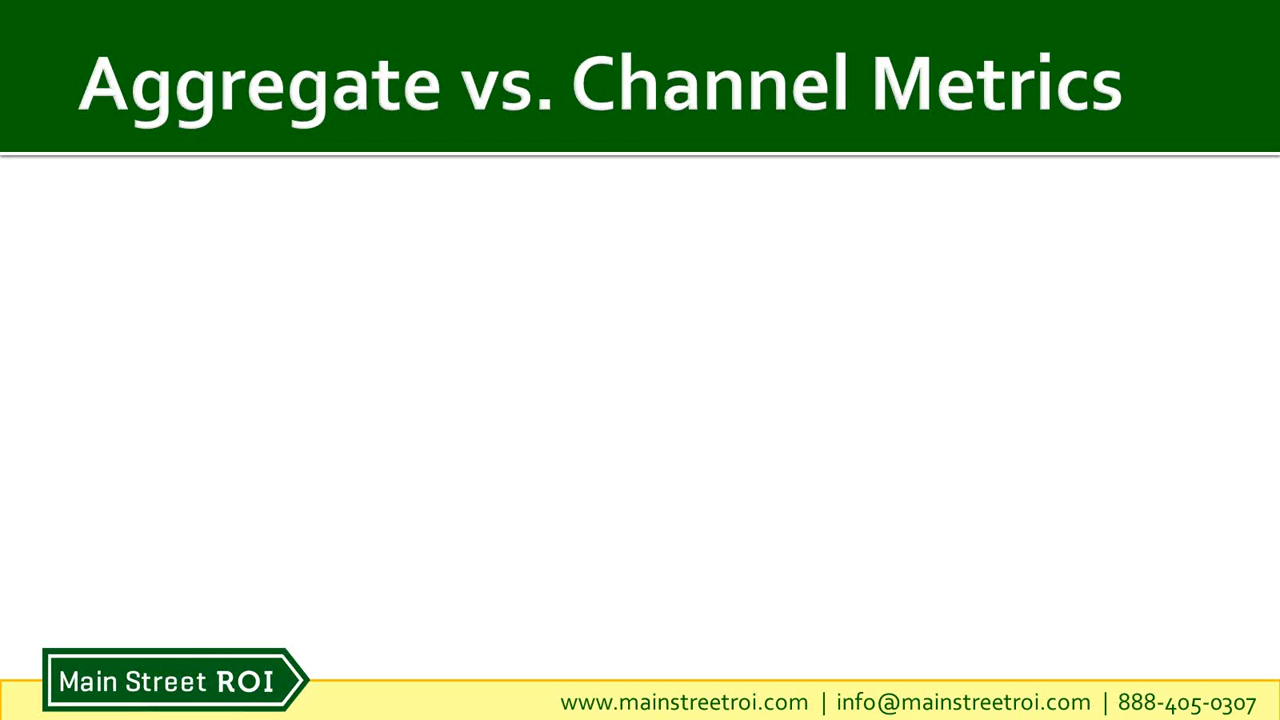 Aggregate vs. Channel Metrics
Main Street ROI
www.mainstreetroi.com | info@mainstreetroi.com | 888-405-0307